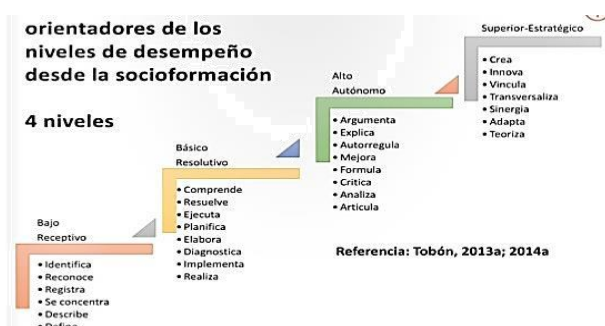 orientadores de los
niveles de desempeño
desde la socioformación
4 niveles
Bajo
Receptivo
• Identifica
• Reconoce
• Registra
• Se concentra
• Describe
• Define
Básico
Resolutivo
• Comprende
• Resuelve
• Ejecuta
• Planifica
• Elabora
• Diagnostica
• Implementa
• Realiza
Alto
Autónomo
• Argumenta
• Explica
• Autorregula
• Mejora
• Formula
• Critica
• Analiza
• Articula
Superior-Estratégico
• Crea
• Innova
• Vincula
• Transversaliza
• Sinergia
• Adapta
• Teoriza
Referencia: Tobón, 2013a; 2014a